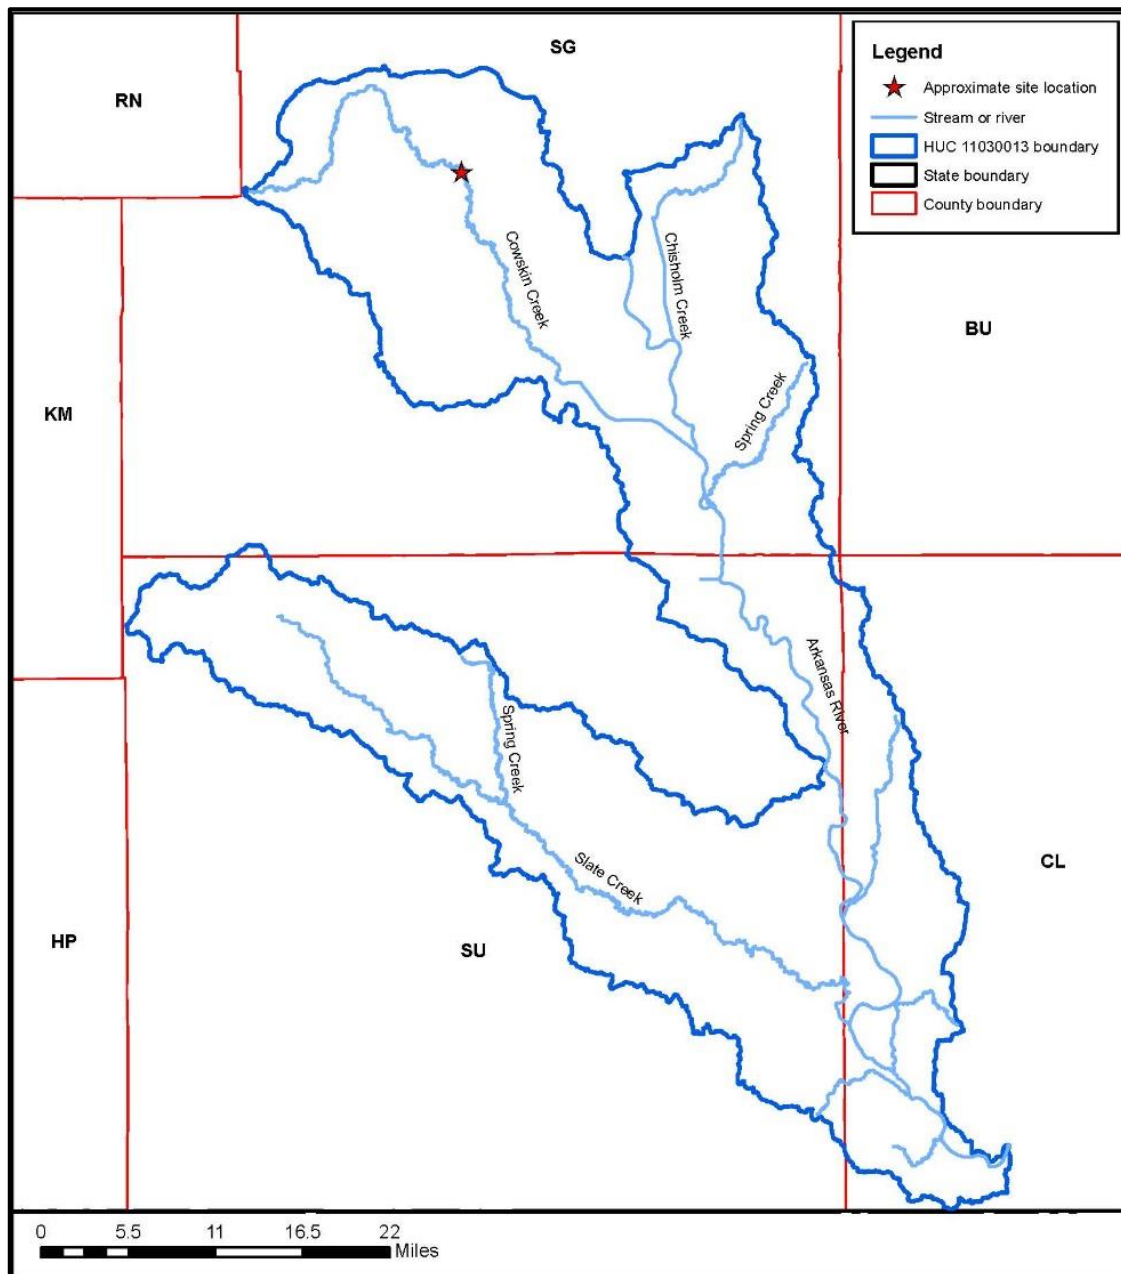 SG
RN
Legend
Approximate site location
Stream or river
HUC 11030013 boundary
State boundary
County boundary
Cowskin Creek
Chisholm Creek
BU
KM
Spring Creek
Arkansas River
Spring Creek
Slate Creek
CL
HP
SU
0 5.5 11 16.5 22
Miles